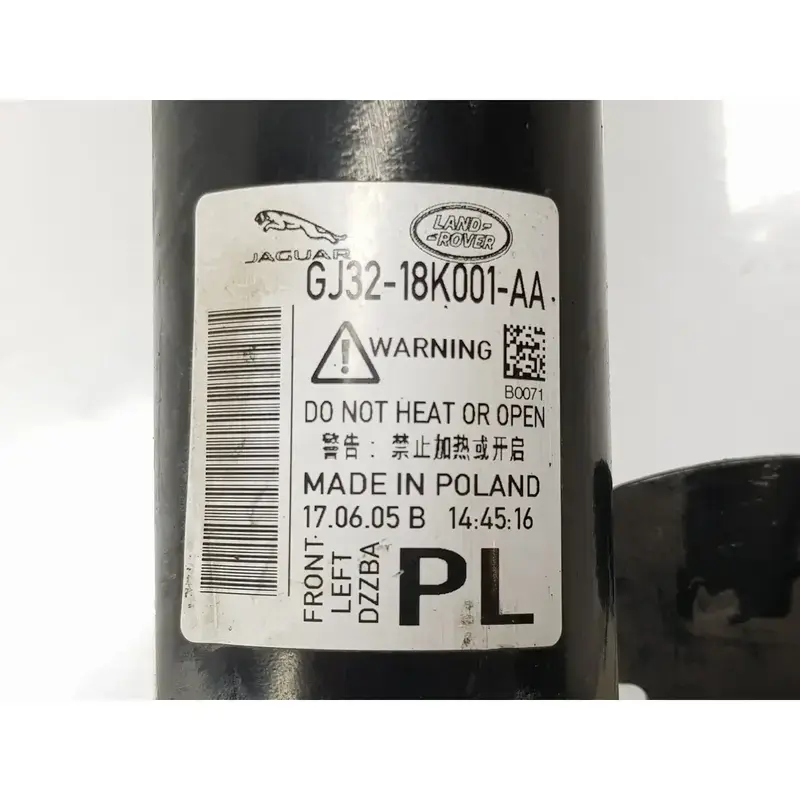 JAGUAR
LAND-
-ROVER
GJ32-18K001-AA
WARNING
B0071
DO NOT HEAT OR OPEN
警告：禁止加热或开启
MADE IN POLAND
17.06.05 B 14:45:16
FRONT
LEFT
DZZBA
PL